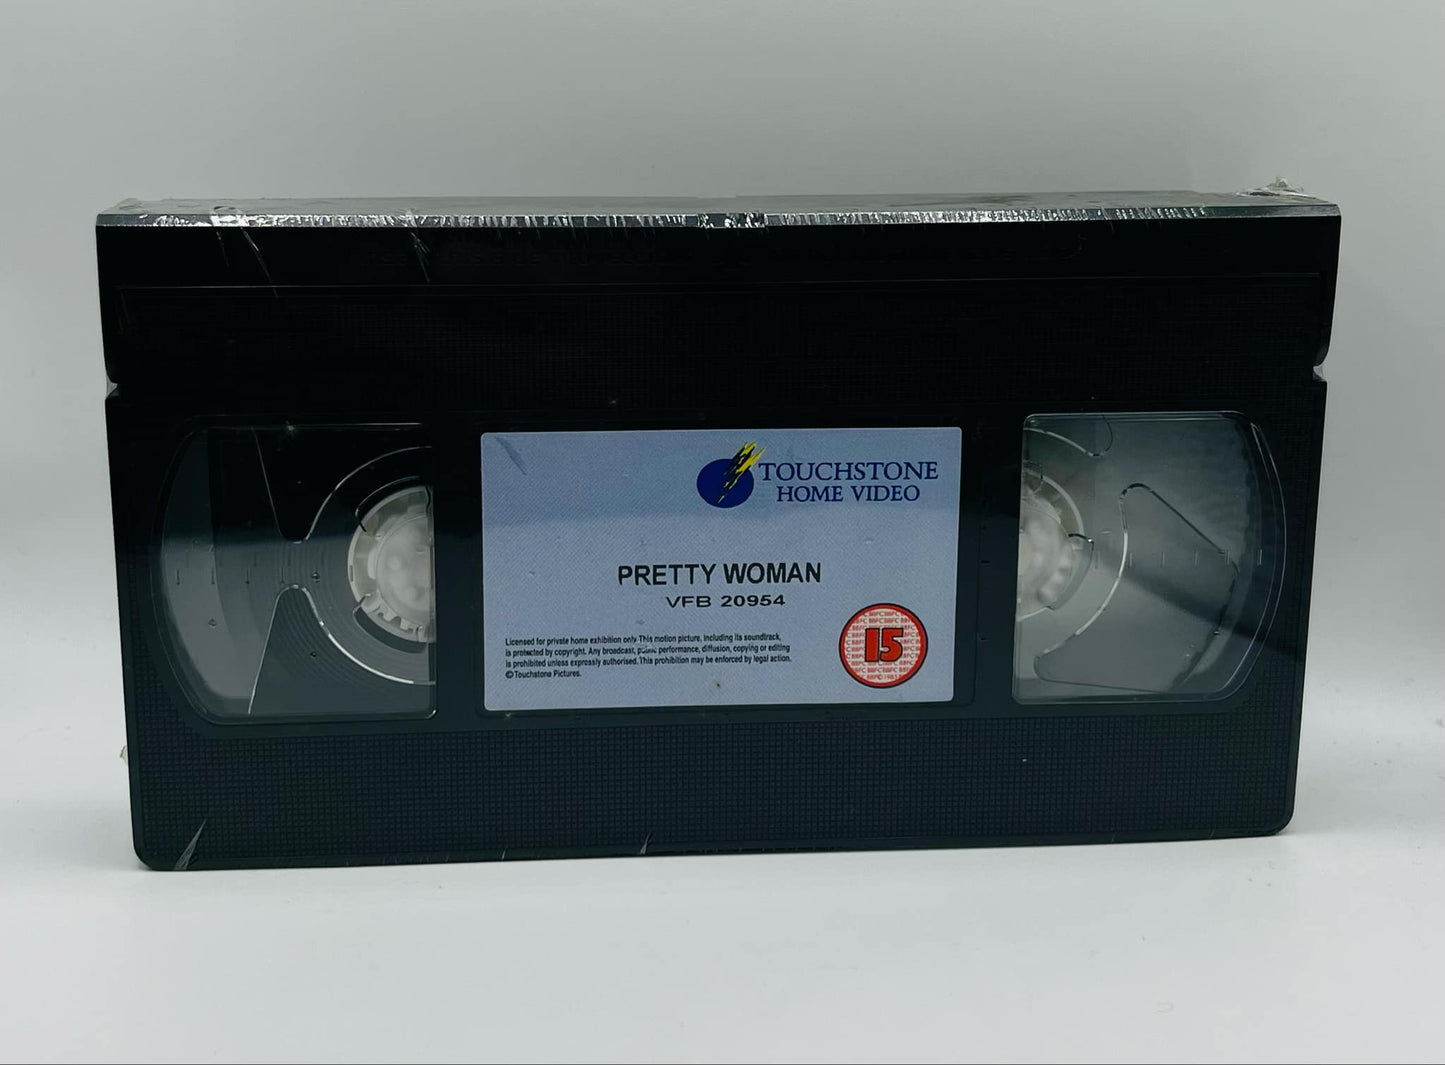 TOUCHSTONE
HOME VIDEO
PRETTY WOMAN
VFB 20954
Licensed for private home exhibition only This motion picture, including its soundtrack,
is protected by copyright. Any broadcast, public performance, diffusion, copying or editing
is prohibited unless expressly authorised. This prohibition may be enforced by legal action.
© Touchstone Pictures.
15